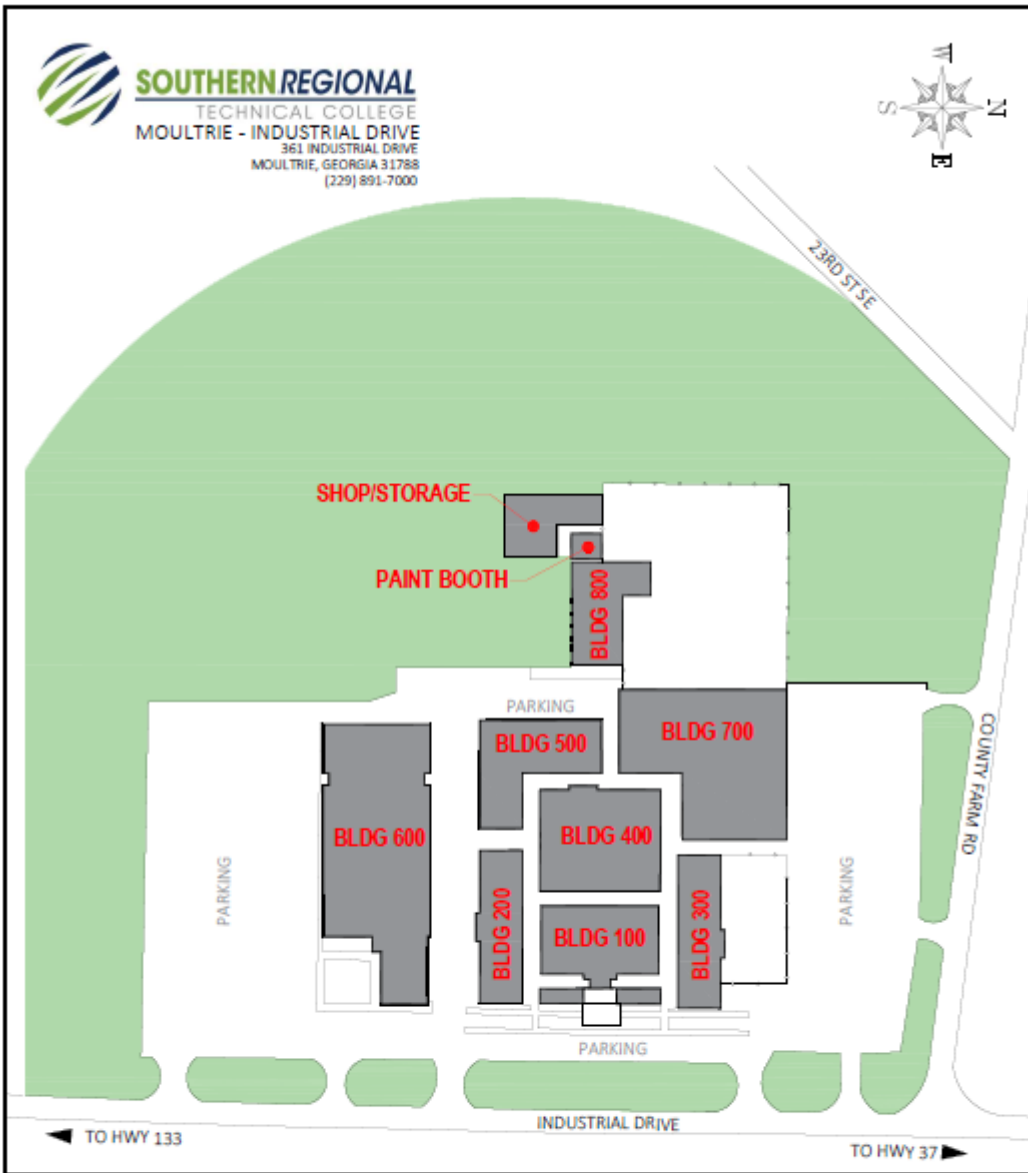 SOUTHERN REGIONAL
TECHNICAL COLLEGE
MOULTRIE - INDUSTRIAL DRIVE
361 INDUSTRIAL DRIVE
MOULTRIE, GEORGIA 31788
(229) 891-7000
W
S
N
E
23RD ST SE
SHOP/STORAGE
PAINT BOOTH
BLDG 800
PARKING
BLDG 500
BLDG 700
COUNTY FARM RD
BLDG 600
BLDG 400
PARKING
PARKING
BLDG 200
BLDG 100
BLDG 300
PARKING
INDUSTRIAL DRIVE
TO HWY 133
TO HWY 37